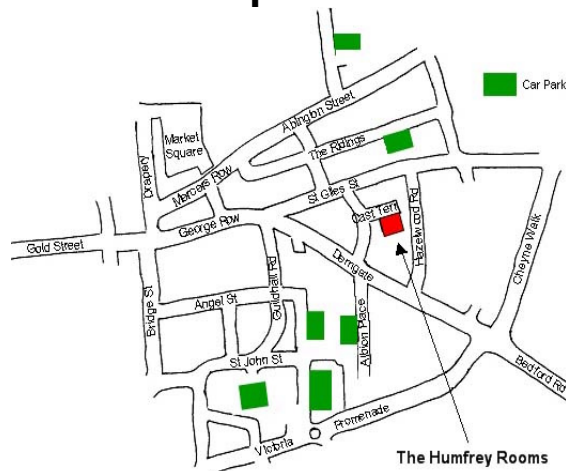 Car Park
Abington Street
Market
Square
The Ridings
Drapery
Mercers Row
St Giles St
Cast Terr
Hazelwood Rd
George Row
Gold Street
Derngate
Cheyne Walk
Guildhall Rd
Bridge St
Angel St
Albion Place
St John St
Bedford Rd
Promenade
Victoria
The Humfrey Rooms